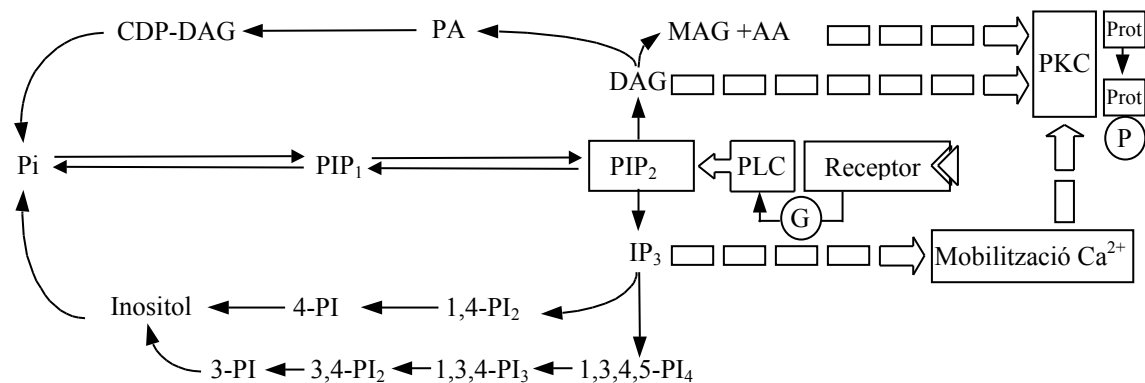 CDP-DAG PA MAG +AA Prot
DAG PKC Prot
P
Pi PIP₁ PIP₂ PLC Receptor
G
IP₃ Mobilització Ca²⁺
Inositol 4-PI 1,4-PI₂
3-PI 3,4-PI₂ 1,3,4-PI₃ 1,3,4,5-PI₄